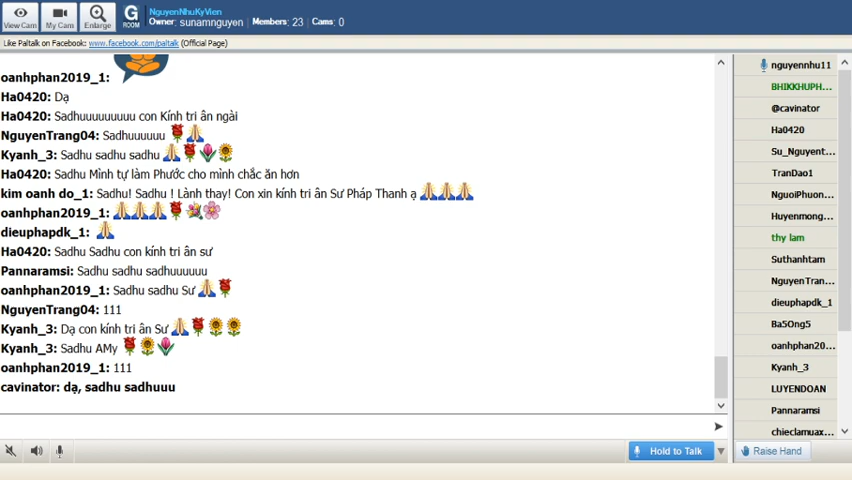 View Cam
My Cam
Enlarge
G
ROOM
NguyenNhuKyVien
Owner: sunamnguyen Members: 23 Cams: 0
Like Paltalk on Facebook: www.facebook.com/paltalk (Official Page)
oanhphan2019_1:
Ha0420: Dạ
Ha0420: Sadhuuuuuuuuu con Kính tri ân ngài
NguyenTrang04: Sadhuuuuuu
Kyanh_3: Sadhu sadhu sadhu
Ha0420: Sadhu Mình tự làm Phước cho mình chắc ăn hơn
kim oanh do_1: Sadhu! Sadhu ! Lành thay! Con xin kính tri ân Sư Pháp Thanh ạ
oanhphan2019_1:
dieuphapdk_1:
Ha0420: Sadhu Sadhu con kính tri ân sư
Pannaramsi: Sadhu sadhu sadhuuuuuu
oanhphan2019_1: Sadhu sadhu Sư
NguyenTrang04: 111
Kyanh_3: Dạ con kính tri ân Sư
Kyanh_3: Sadhu AMy
oanhphan2019_1: 111
cavinator: dạ, sadhu sadhuuu
nguyennhu11
BHIKKHUPH...
@cavinator
Ha0420
Su_Nguyent...
TranDao1
NguoiPhuon...
Huyenmong...
thy lam
Suthanhtam
NguyenTran...
dieuphapdk_1
Ba5Ong5
oanhphan20...
Kyanh_3
LUYENDOAN
Pannaramsi
chieclamuax...
Hold to Talk
Raise Hand